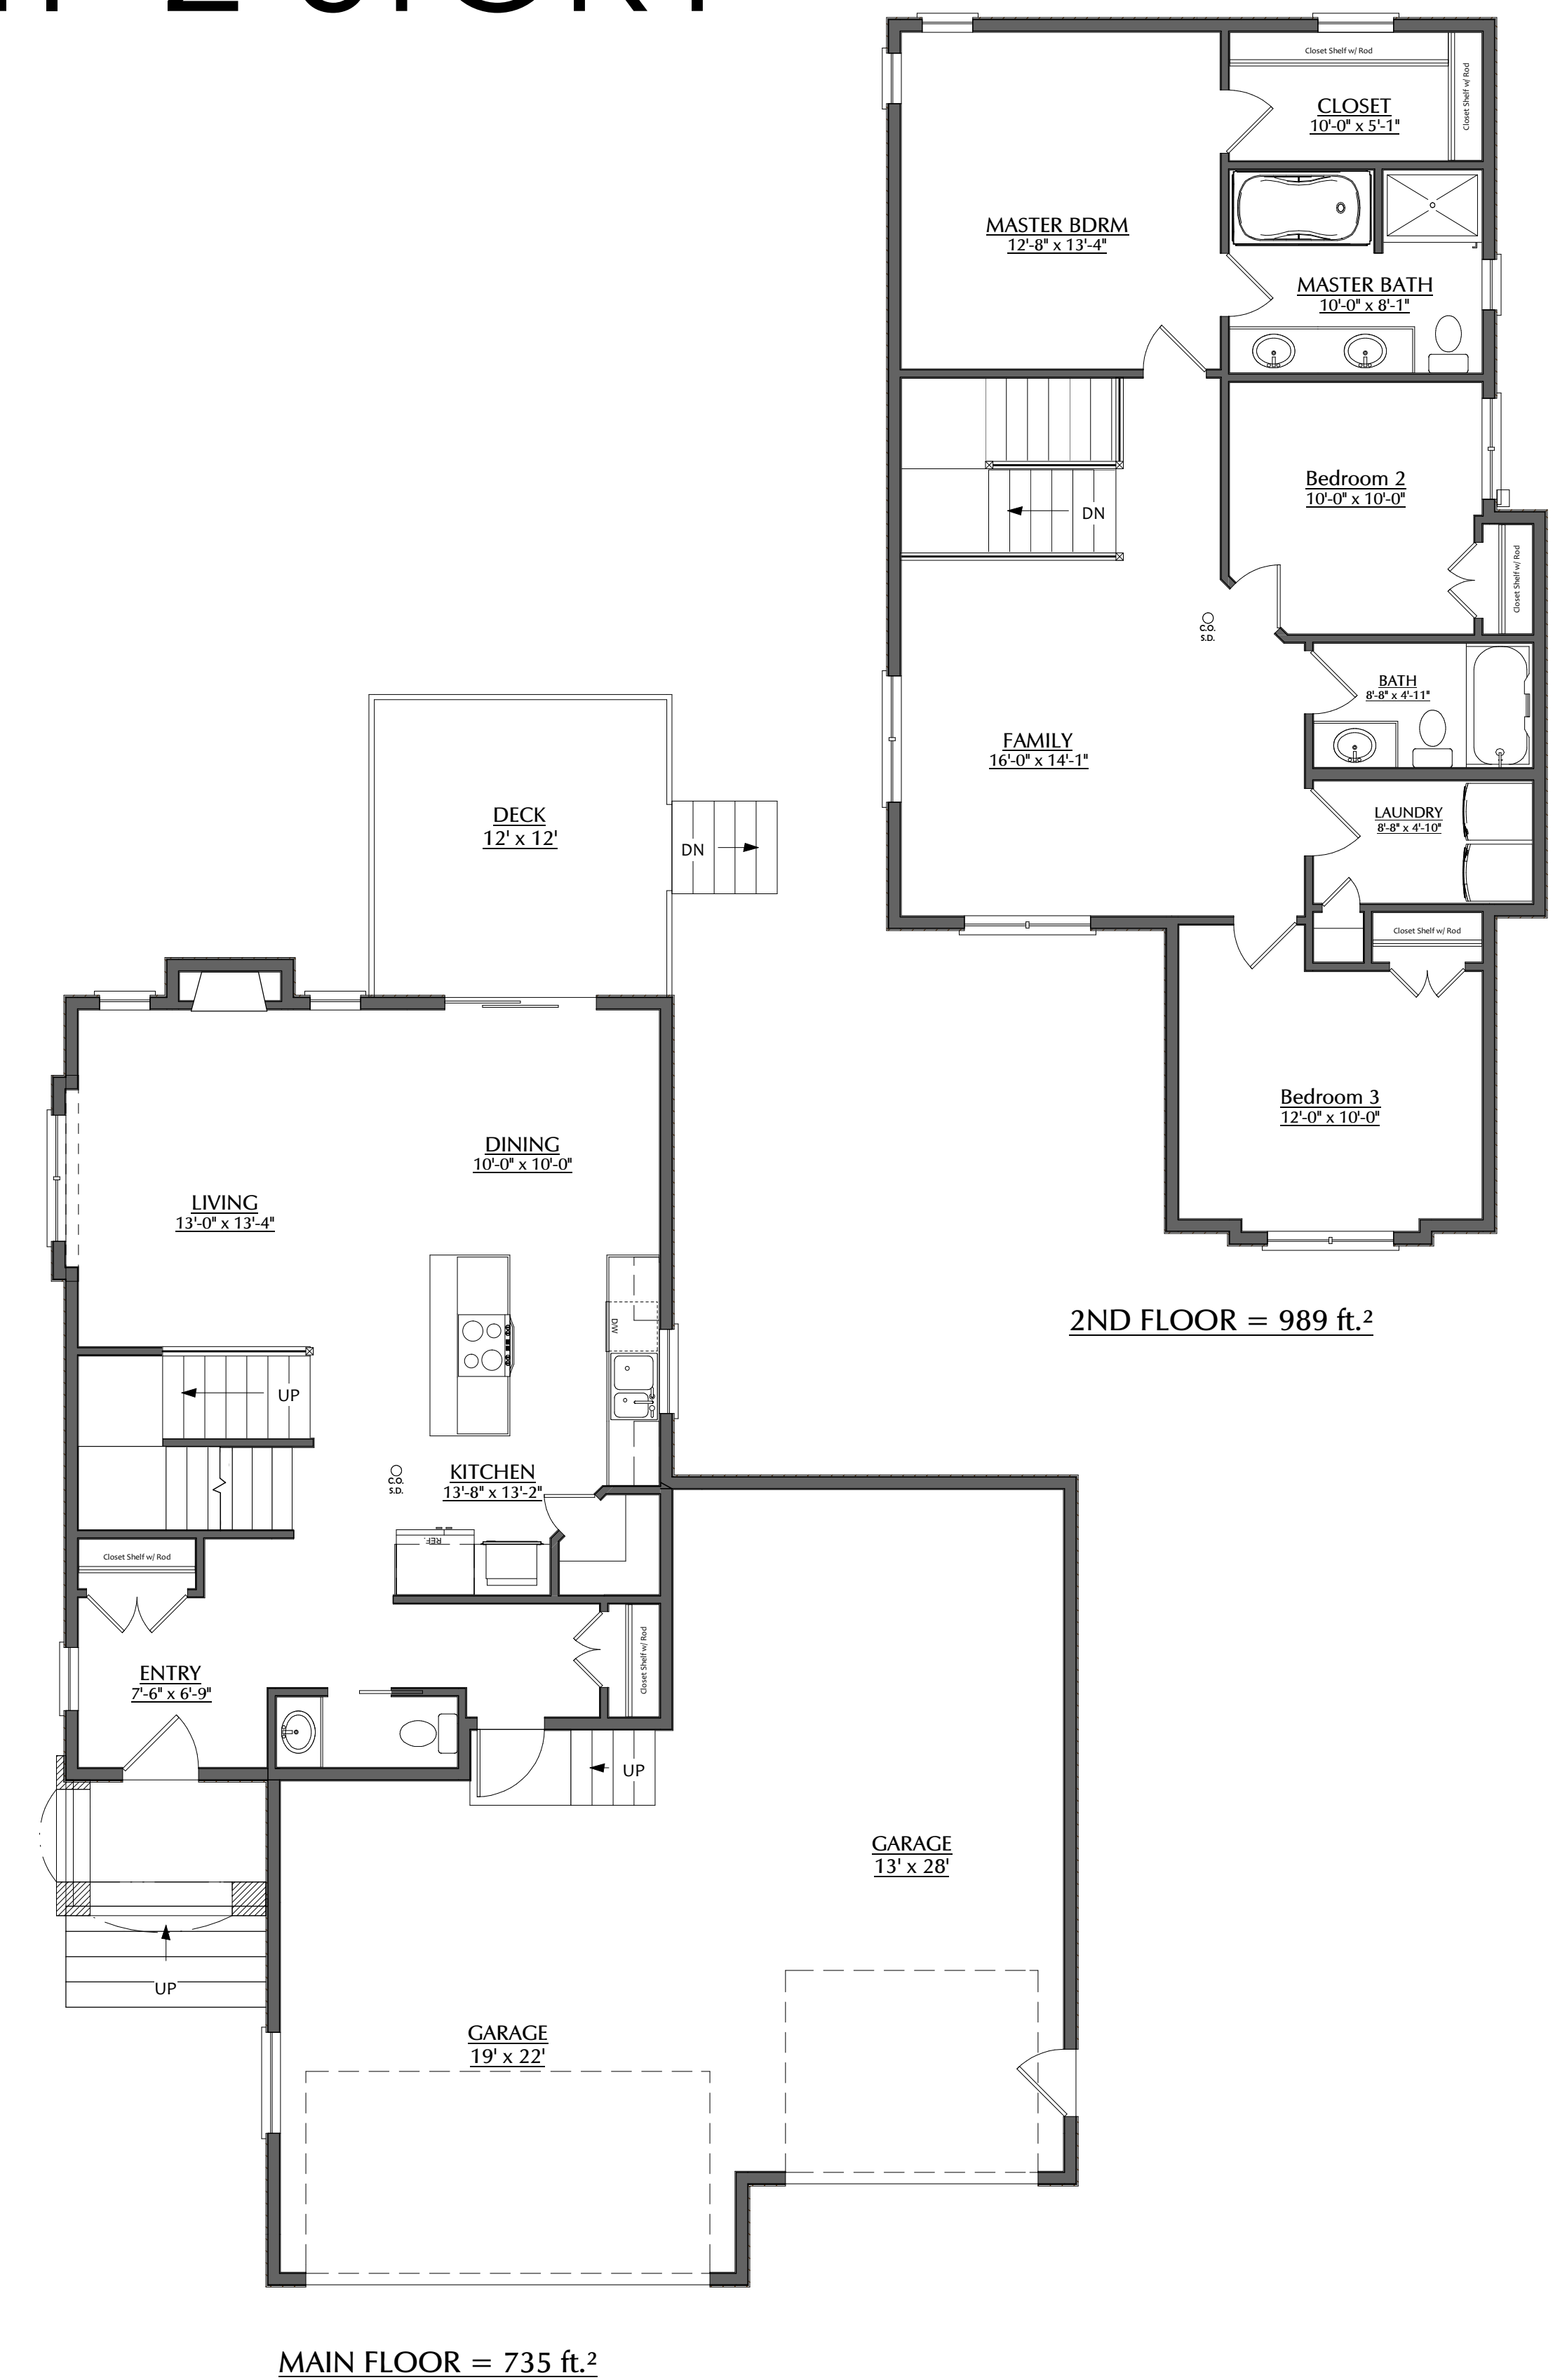 Closet Shelf w/ Rod
Closet Shelf w/ Rod
CLOSET
10'-0" x 5'-1"
MASTER BDRM
12'-8" x 13'-4"
MASTER BATH
10'-0" x 8'-1"
Bedroom 2
10'-0" x 10'-0"
DN
Closet Shelf w/ Rod
C.O.
S.D.
BATH
8'-8" x 4'-11"
FAMILY
16'-0" x 14'-1"
LAUNDRY
8'-8" x 4'-10"
Closet Shelf w/ Rod
Bedroom 3
12'-0" x 10'-0"
2ND FLOOR = 989 ft.²
DECK
12' x 12'
DN
DINING
10'-0" x 10'-0"
LIVING
13'-0" x 13'-4"
D/W
UP
C.O.
S.D.
KITCHEN
13'-8" x 13'-2"
REF.
Closet Shelf w/ Rod
Closet Shelf w/ Rod
ENTRY
7'-6" x 6'-9"
UP
GARAGE
13' x 28'
UP
GARAGE
19' x 22'
MAIN FLOOR = 735 ft.²